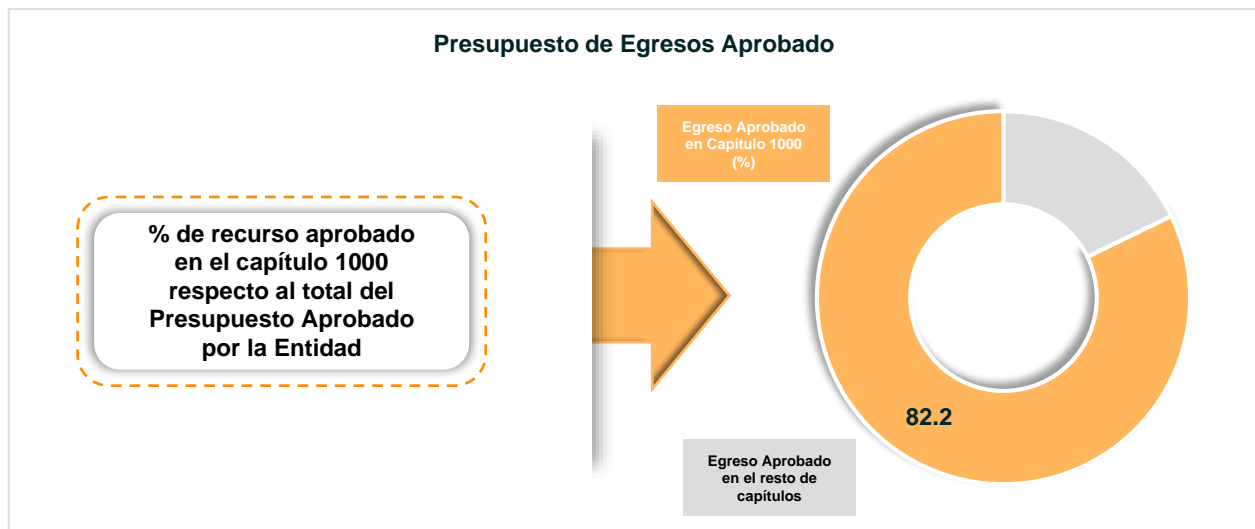 Presupuesto de Egresos Aprobado
Egreso Aprobado
en Capítulo 1000
(%)
% de recurso aprobado
en el capítulo 1000
respecto al total del
Presupuesto Aprobado
por la Entidad
82.2
Egreso Aprobado
en el resto de
capítulos